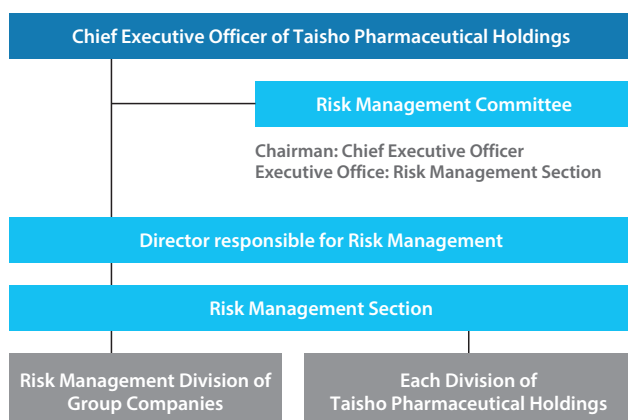 Chief Executive Officer of Taisho Pharmaceutical Holdings
Risk Management Committee
Chairman: Chief Executive Officer
Executive Office: Risk Management Section
Director responsible for Risk Management
Risk Management Section
Risk Management Division of
Group Companies
Each Division of
Taisho Pharmaceutical Holdings